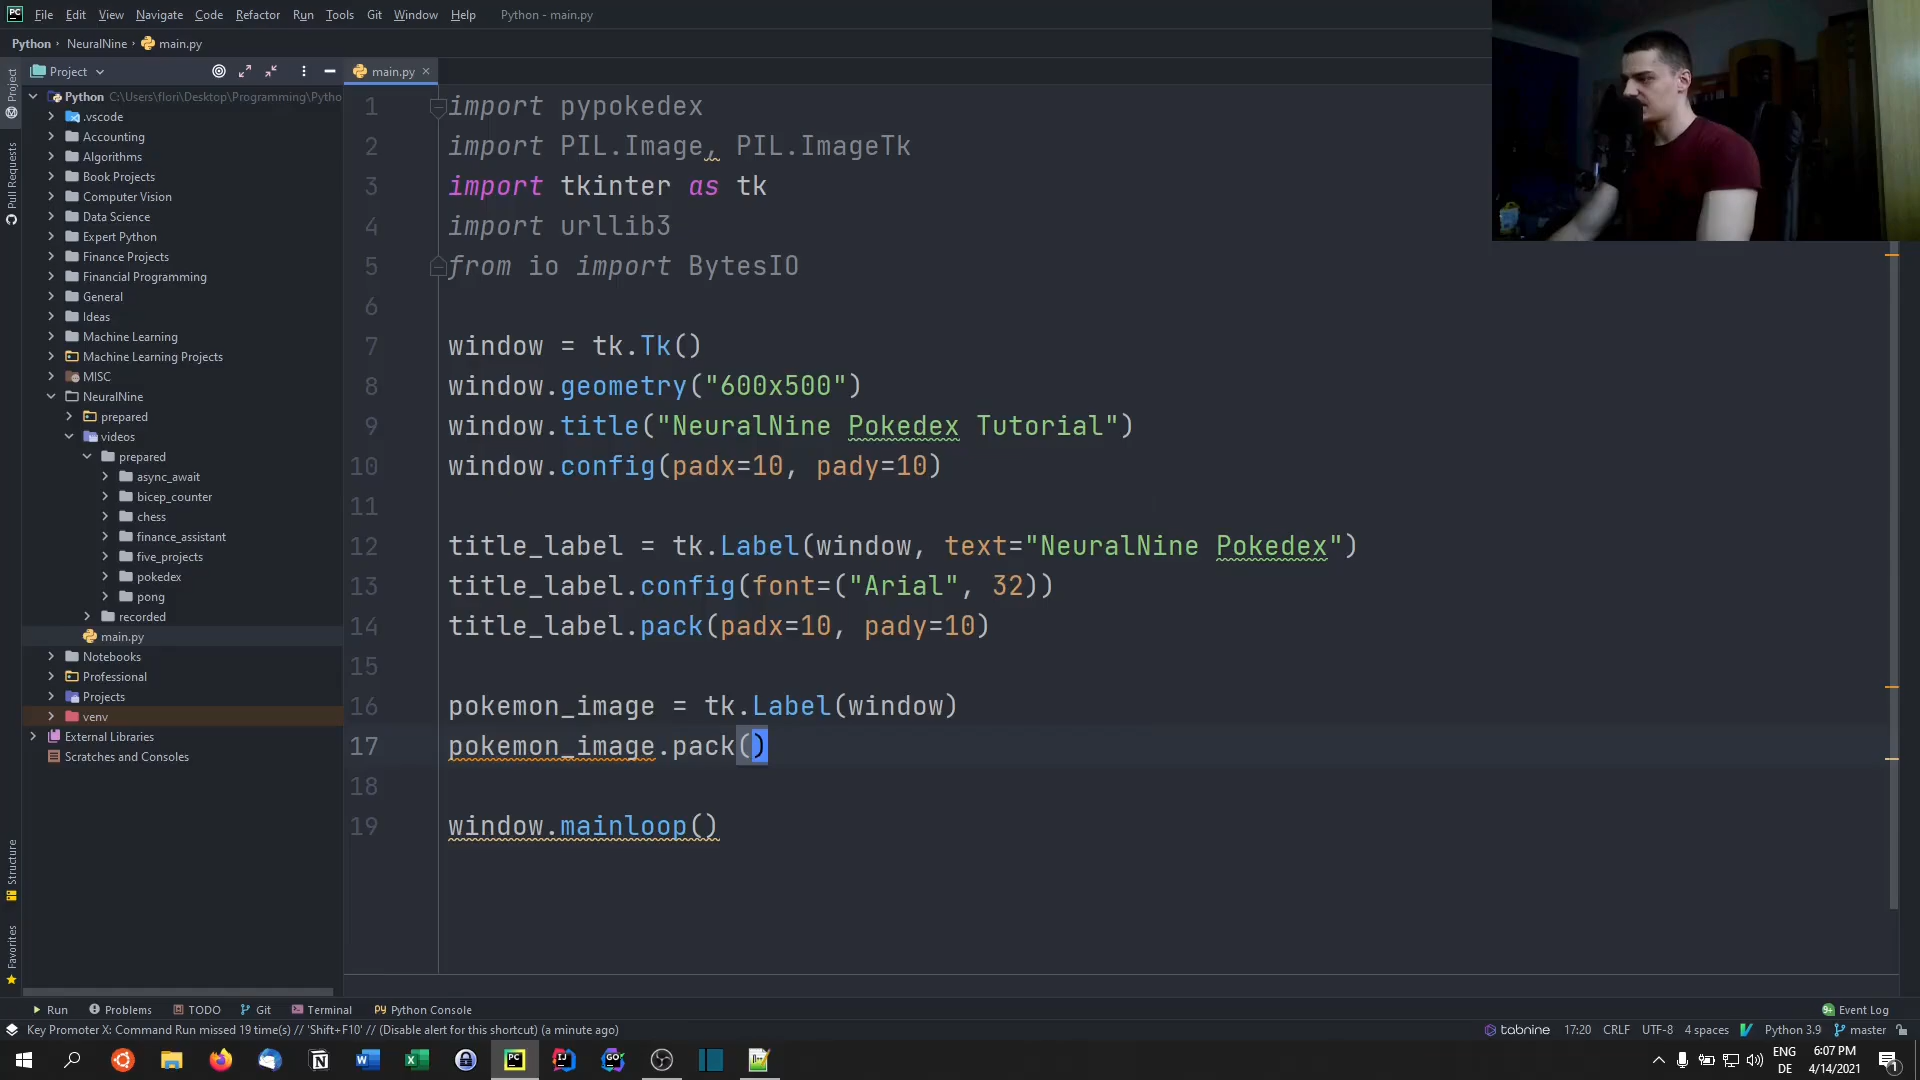 File Edit View Navigate Code Refactor Run Tools Git Window Help Python - main.py
Python NeuralNine main.py
Project main.py
Python C:\Users\flori\Desktop\Programming\Pytho
.vscode
Accounting
Algorithms
Book Projects
Computer Vision
Data Science
Expert Python
Finance Projects
Financial Programming
General
Ideas
Machine Learning
Machine Learning Projects
MISC
NeuralNine
prepared
videos
prepared
async_await
bicep_counter
chess
finance_assistant
five_projects
pokedex
pong
recorded
main.py
Notebooks
Professional
Projects
venv
External Libraries
Scratches and Consoles
Project
Pull Requests
Structure
Favorites
1 import pypokedex
2 import PIL.Image, PIL.ImageTk
3 import tkinter as tk
4 import urllib3
5 from io import BytesIO
6
7 window = tk.Tk()
8 window.geometry("600x500")
9 window.title("NeuralNine Pokedex Tutorial")
10 window.config(padx=10, pady=10)
11
12 title_label = tk.Label(window, text="NeuralNine Pokedex")
13 title_label.config(font=("Arial", 32))
14 title_label.pack(padx=10, pady=10)
15
16 pokemon_image = tk.Label(window)
17 pokemon_image.pack()
18
19 window.mainloop()
Run Problems TODO Git Terminal Python Console Event Log
Key Promoter X: Command Run missed 19 time(s) // 'Shift+F10' // (Disable alert for this shortcut) (a minute ago) tabnine 17:20 CRLF UTF-8 4 spaces Python 3.9 master
ENG 6:07 PM
DE 4/14/2021